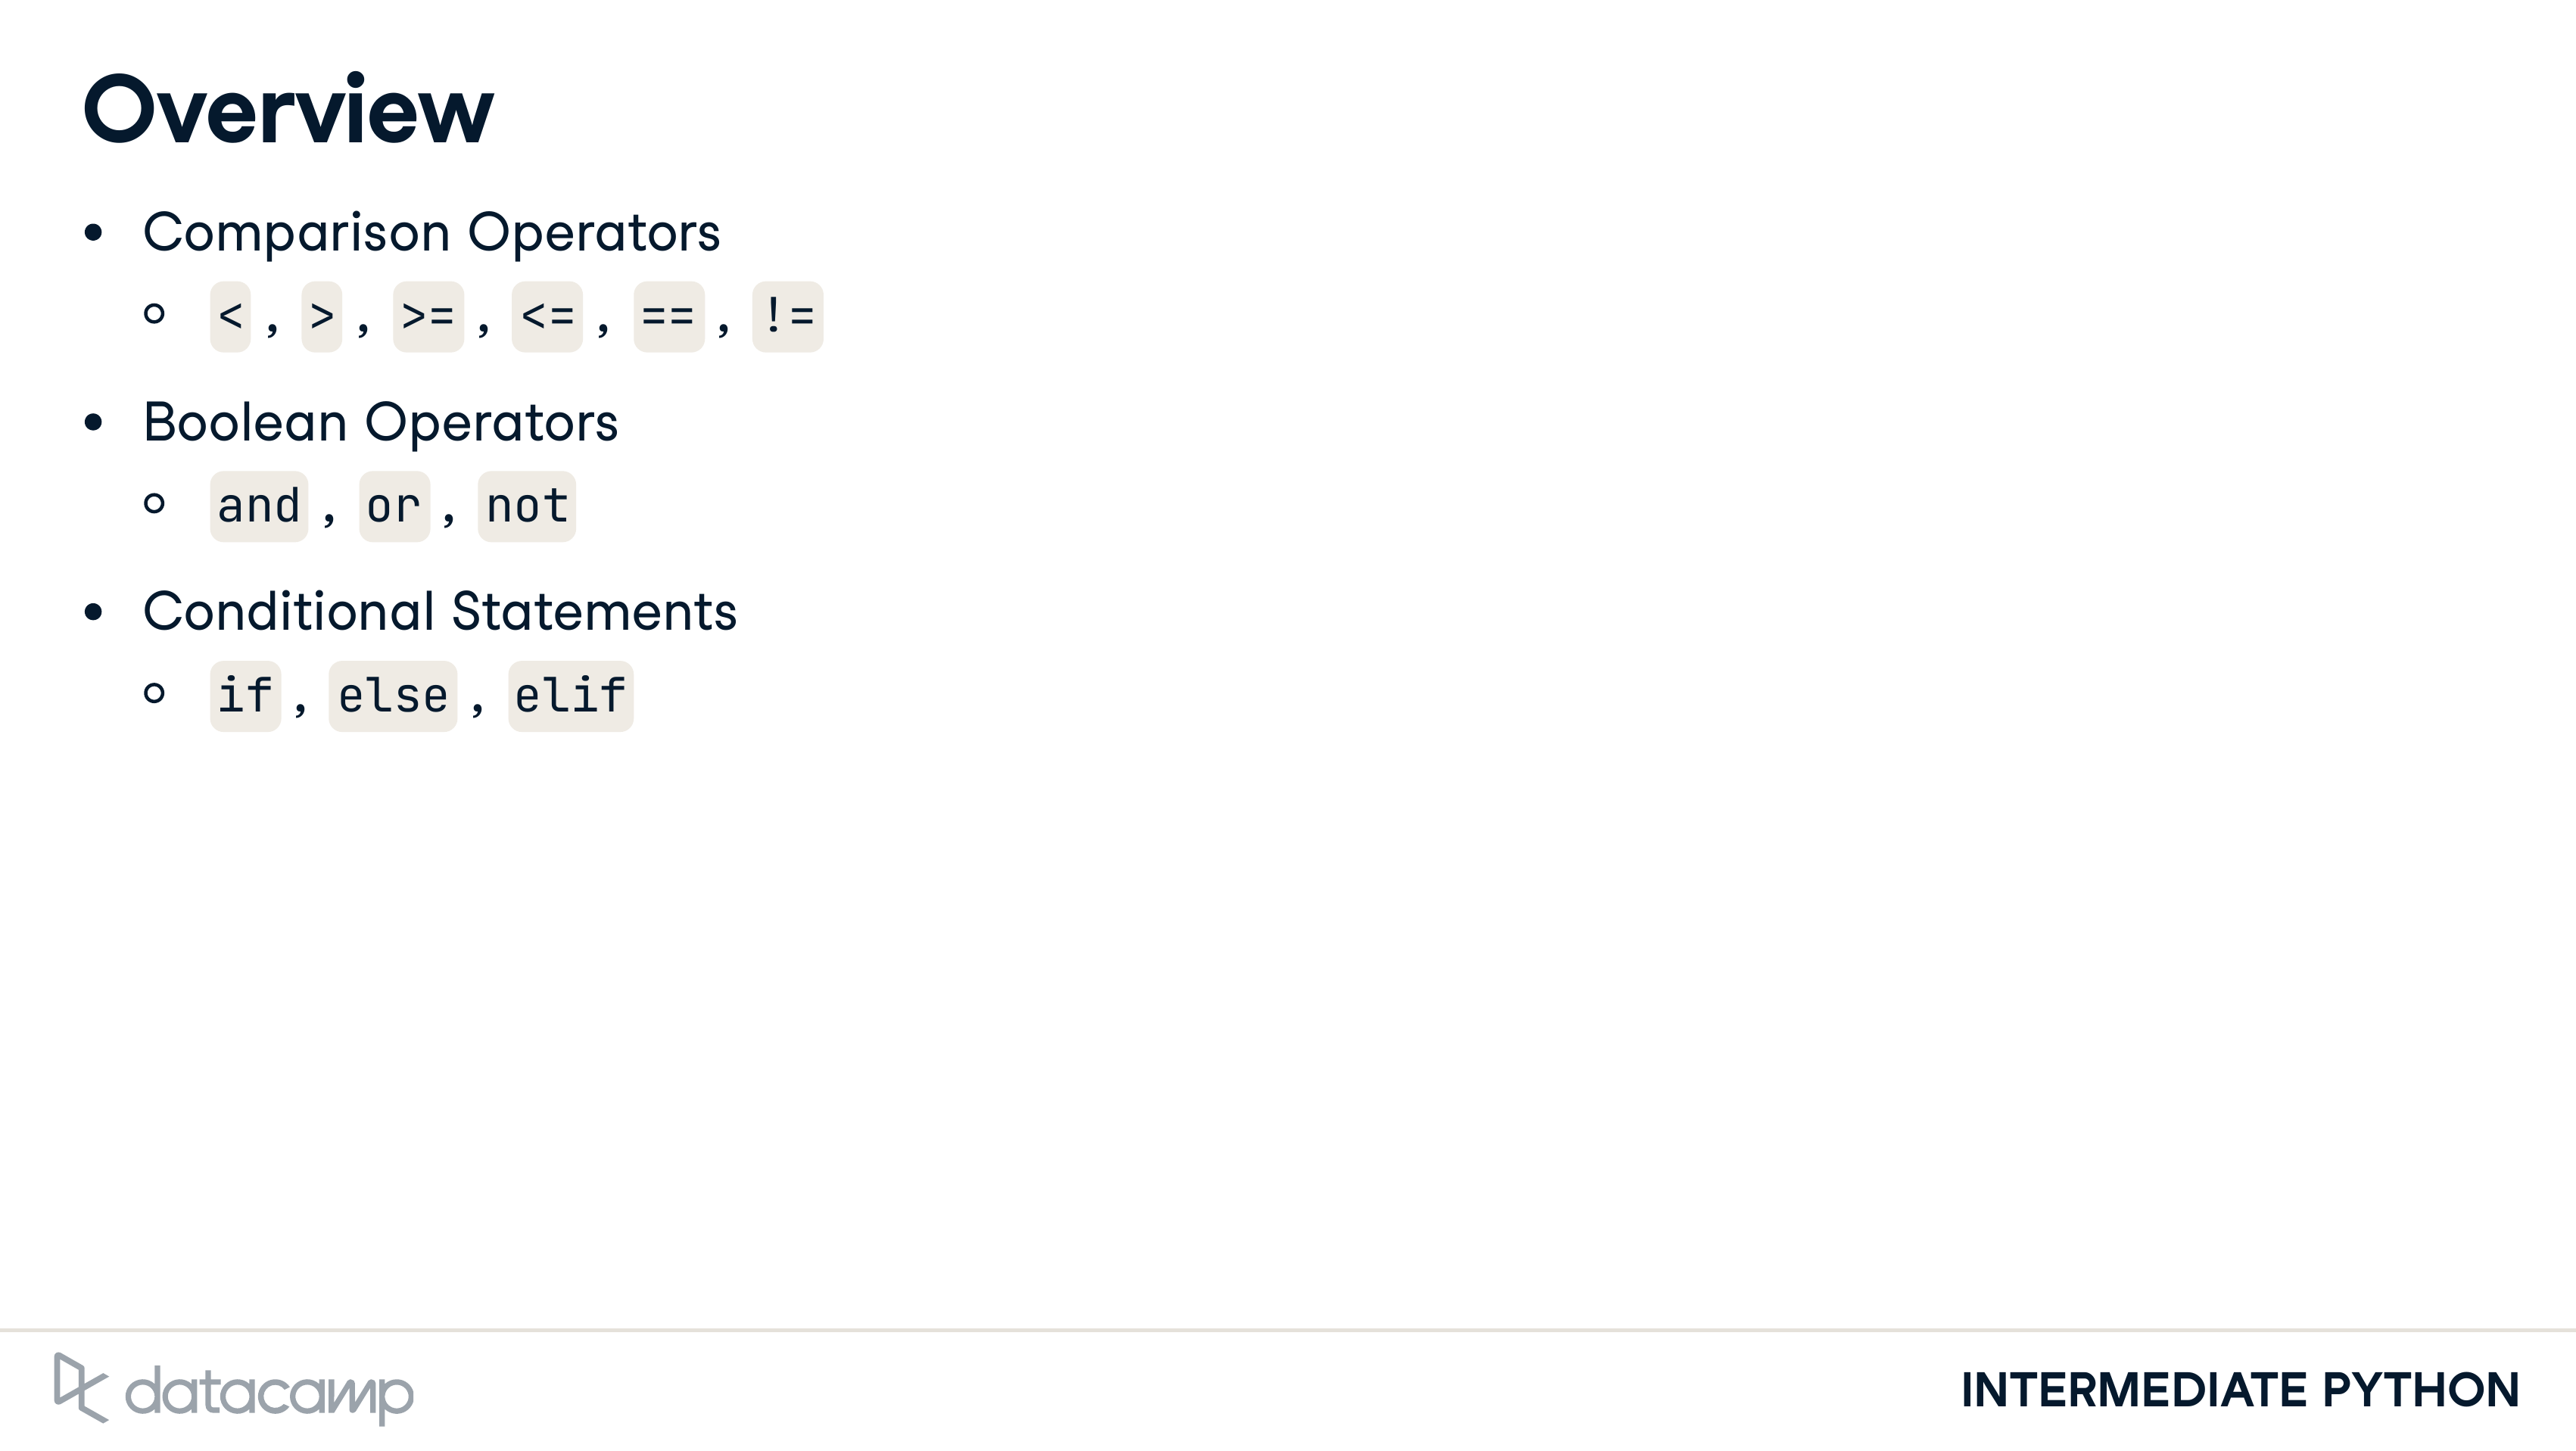 Overview
• Comparison Operators
◦ < , > , >= , <= , == , !=
• Boolean Operators
◦ and , or , not
• Conditional Statements
◦ if , else , elif
datacamp
INTERMEDIATE PYTHON